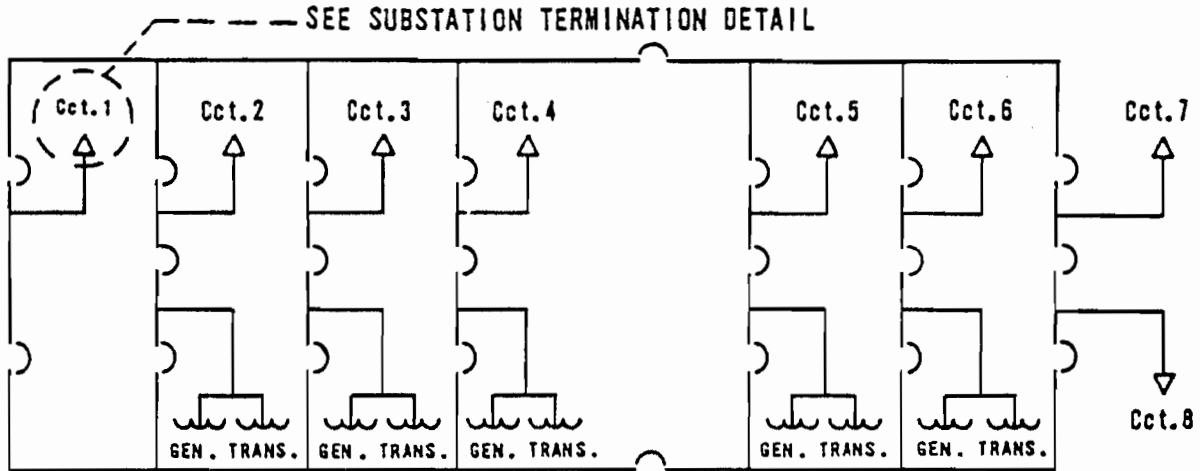 SEE SUBSTATION TERMINATION DETAIL
Cct.1
Cct.2
Cct.3
Cct.4
Cct.5
Cct.6
Cct.7
Cct.8
GEN. TRANS.
GEN. TRANS.
GEN. TRANS.
GEN. TRANS.
GEN. TRANS.